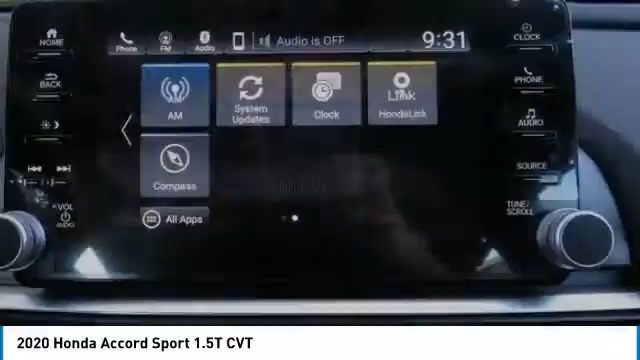 HOME
Phone
FM
Audio
Audio is OFF
9:31
CLOCK
BACK
PHONE
AM
System
Updates
Clock
Link
HondaLink
AUDIO
Compass
SOURCE
VOL
AUDIO
All Apps
TUNE/
SCROLL
2020 Honda Accord Sport 1.5T CVT